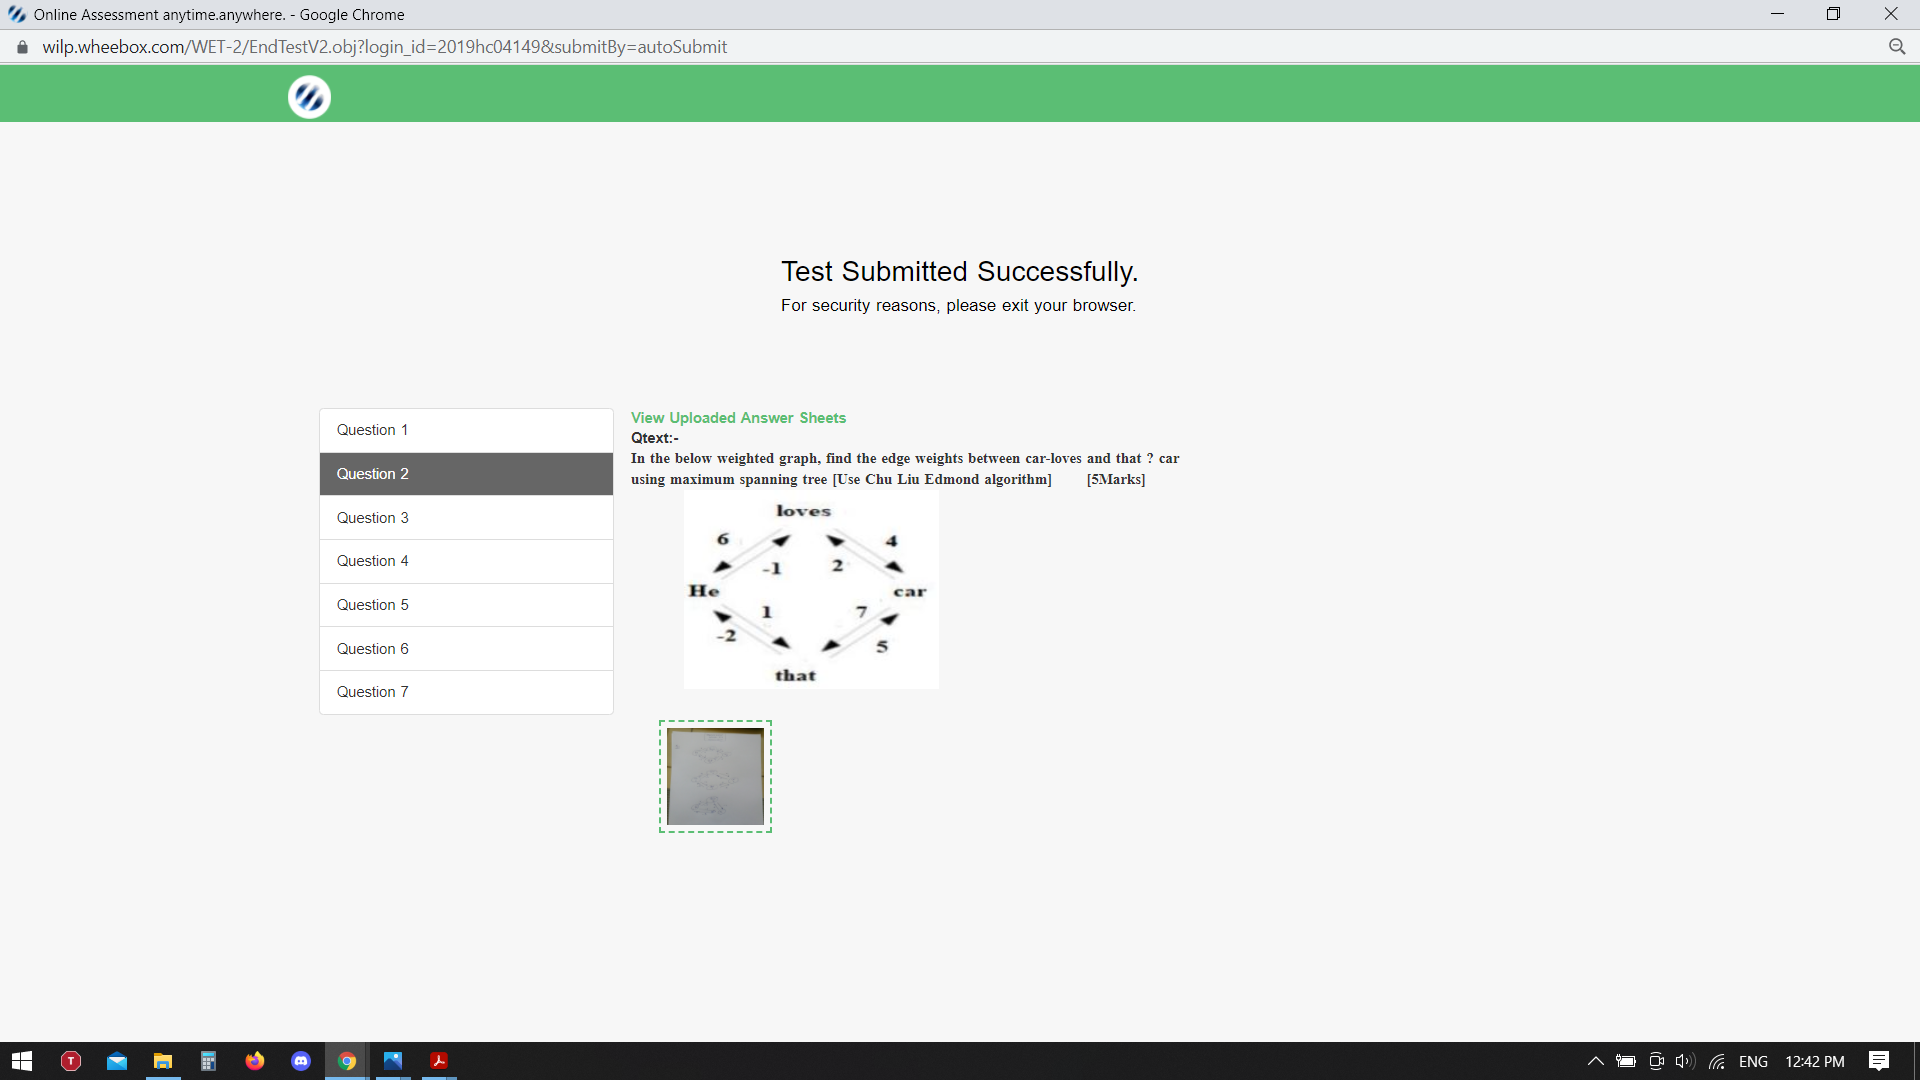 Online Assessment anytime.anywhere. - Google Chrome
wilp.wheebox.com/WET-2/EndTestV2.obj?login_id=2019hc04149&submitBy=autoSubmit
Test Submitted Successfully.
For security reasons, please exit your browser.
Question 1
Question 2
Question 3
Question 4
Question 5
Question 6
Question 7
View Uploaded Answer Sheets
Qtext:-
In the below weighted graph, find the edge weights between car-loves and that ? car
using maximum spanning tree [Use Chu Liu Edmond algorithm] [5Marks]
loves
6 4
-1 2
He car
1 7
-2 5
that
ENG 12:42 PM